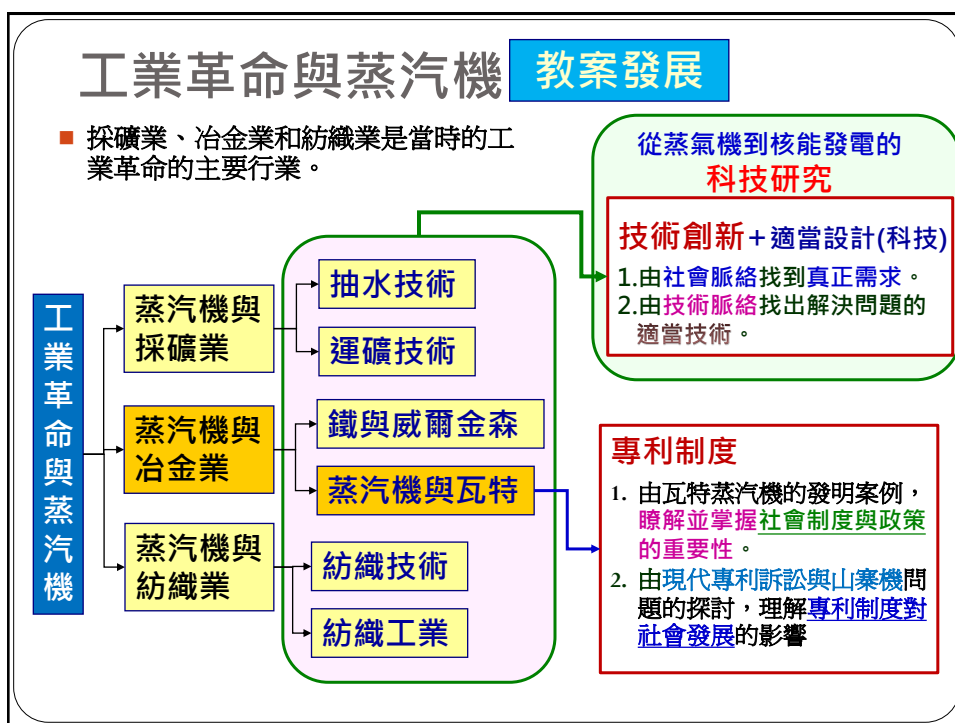 工業革命與蒸汽機
教案發展
■ 採礦業、冶金業和紡織業是當時的工
業革命的主要行業。
從蒸氣機到核能發電的
科技研究
技術創新＋適當設計(科技)
1.由社會脈絡找到真正需求。
2.由技術脈絡找出解決問題的
適當技術。
工業革命與蒸汽機
蒸汽機與
採礦業
抽水技術
運礦技術
蒸汽機與
冶金業
鐵與威爾金森
蒸汽機與瓦特
蒸汽機與
紡織業
紡織技術
紡織工業
專利制度
1. 由瓦特蒸汽機的發明案例，
瞭解並掌握社會制度與政策
的重要性。
2. 由現代專利訴訟與山寨機問
題的探討，理解專利制度對
社會發展的影響